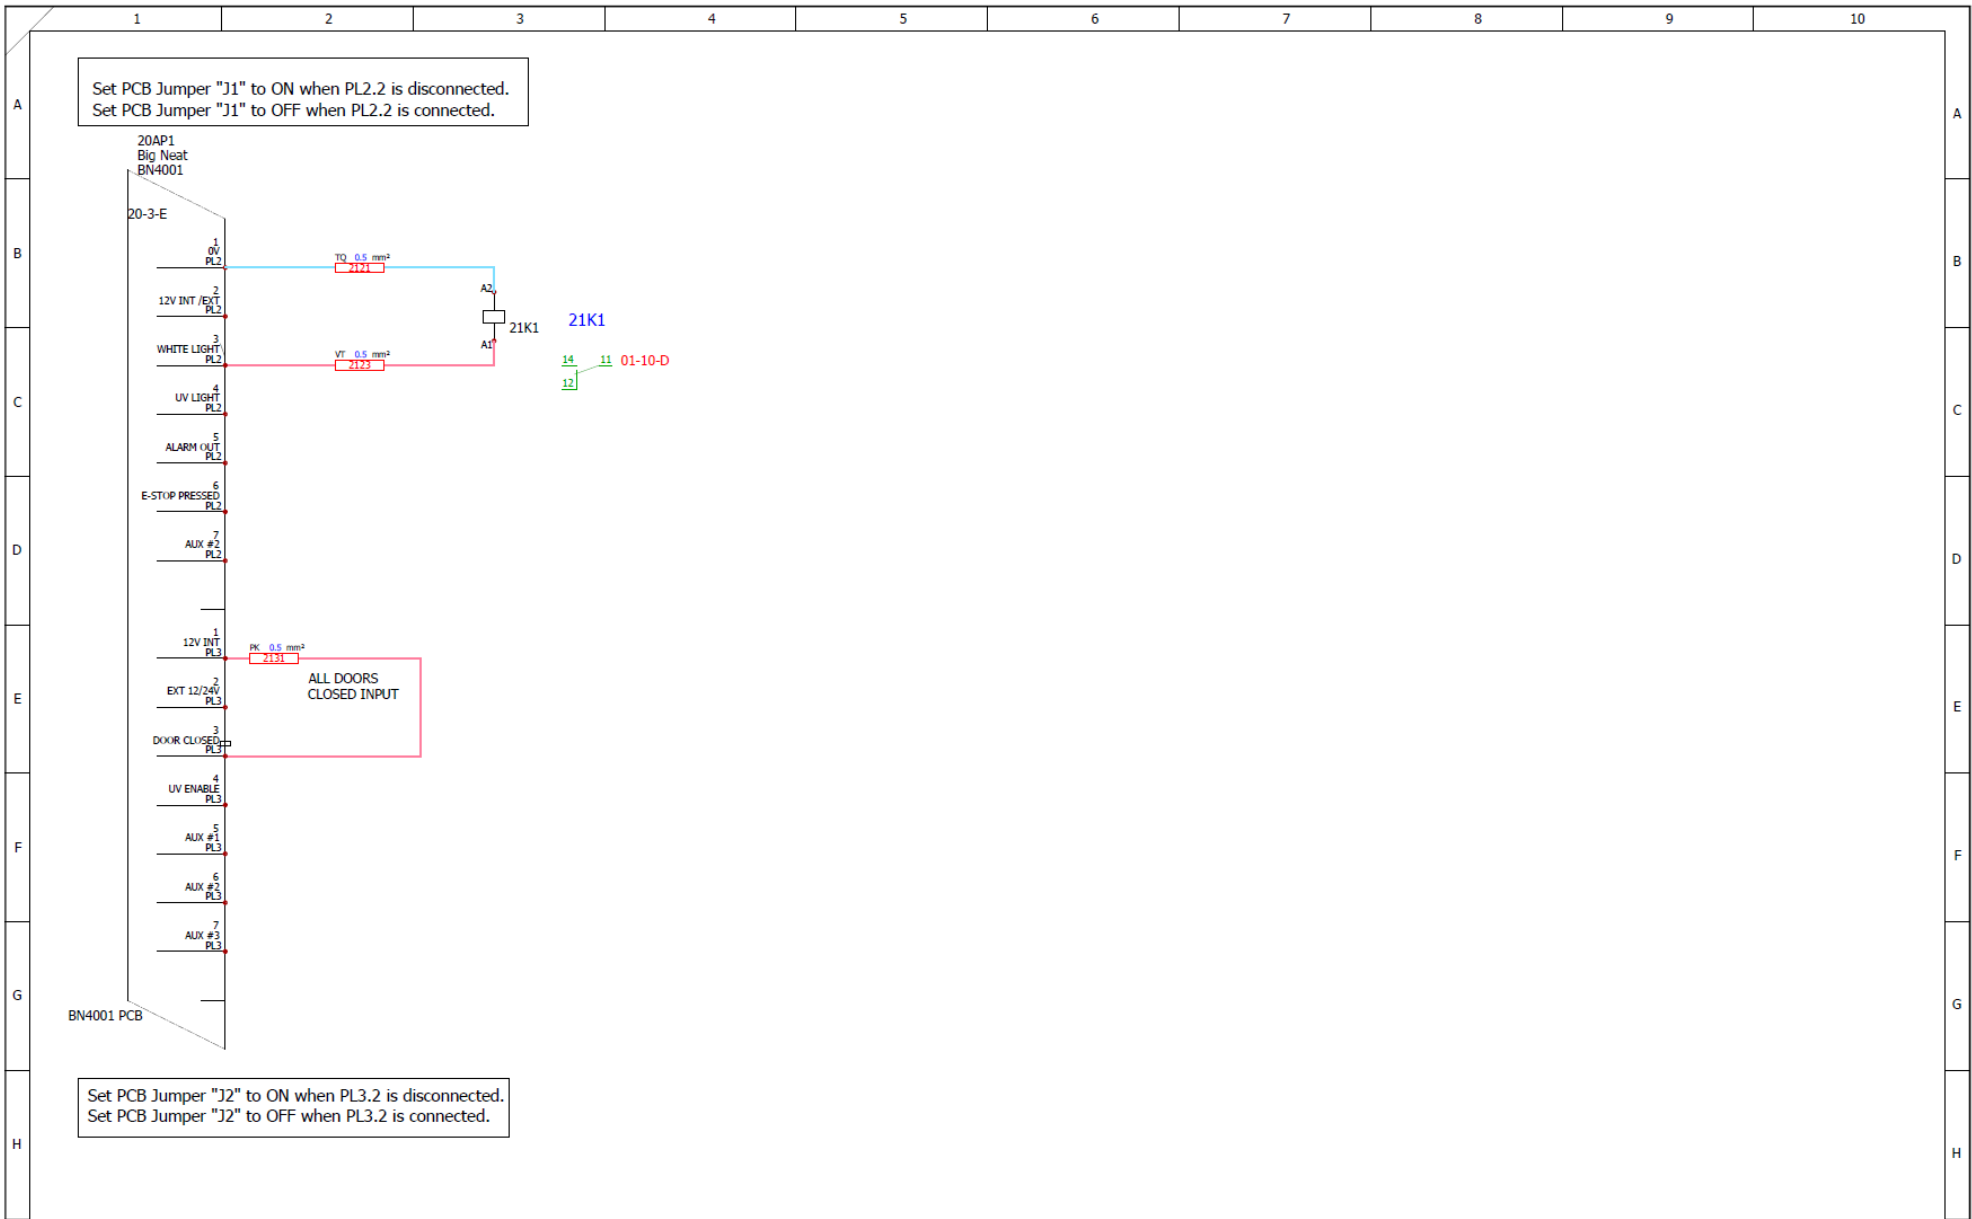 1 2 3 4 5 6 7 8 9 10
A A
Set PCB Jumper "J1" to ON when PL2.2 is disconnected.
Set PCB Jumper "J1" to OFF when PL2.2 is connected.
20AP1
Big Neat
BN4001
20-3-E
B B
1
0V
PL2
TQ 0.5 mm²
2121
2
12V INT /EXT
PL2
A2
21K1
21K1
A1
3
WHITE LIGHT\
PL2
VT 0.5 mm²
2123
14 11 01-10-D
12
C C
4
UV LIGHT
PL2
5
ALARM OUT
PL2
6
E-STOP PRESSED
PL2
D D
7
AUX #2
PL2
1
12V INT
PL3
PK 0.5 mm²
2131
ALL DOORS
CLOSED INPUT
E E
2
EXT 12/24V
PL3
3
DOOR CLOSED
PL3
4
UV ENABLE
PL3
F F
5
AUX #1
PL3
6
AUX #2
PL3
7
AUX #3
PL3
G G
BN4001 PCB
Set PCB Jumper "J2" to ON when PL3.2 is disconnected.
Set PCB Jumper "J2" to OFF when PL3.2 is connected.
H H